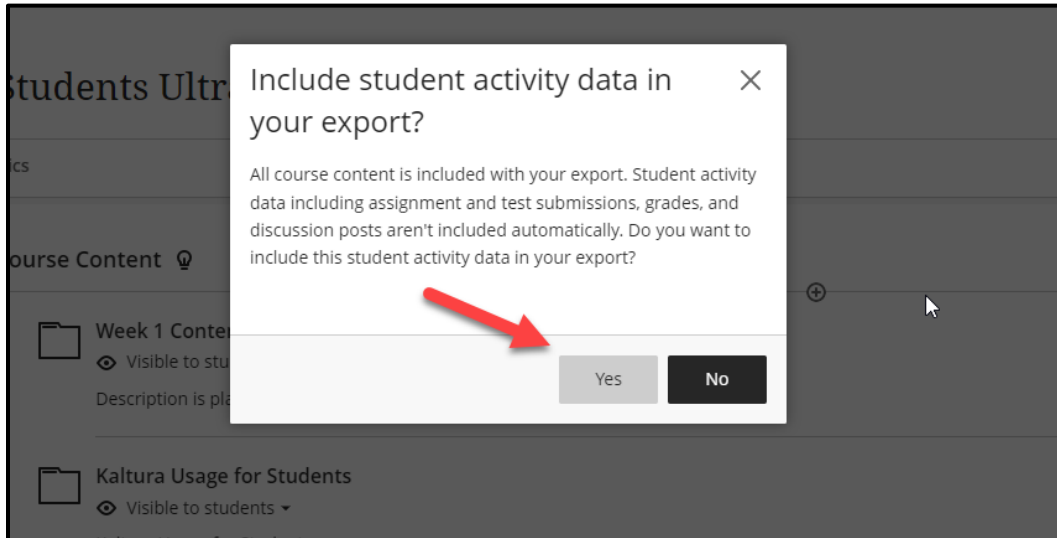 Students Ultr
Include student activity data in
your export?
ics
All course content is included with your export. Student activity
data including assignment and test submissions, grades, and
discussion posts aren't included automatically. Do you want to
include this student activity data in your export?
ourse Content
Week 1 Conten
Visible to stu
Description is pla
Yes
No
Kaltura Usage for Students
Visible to students